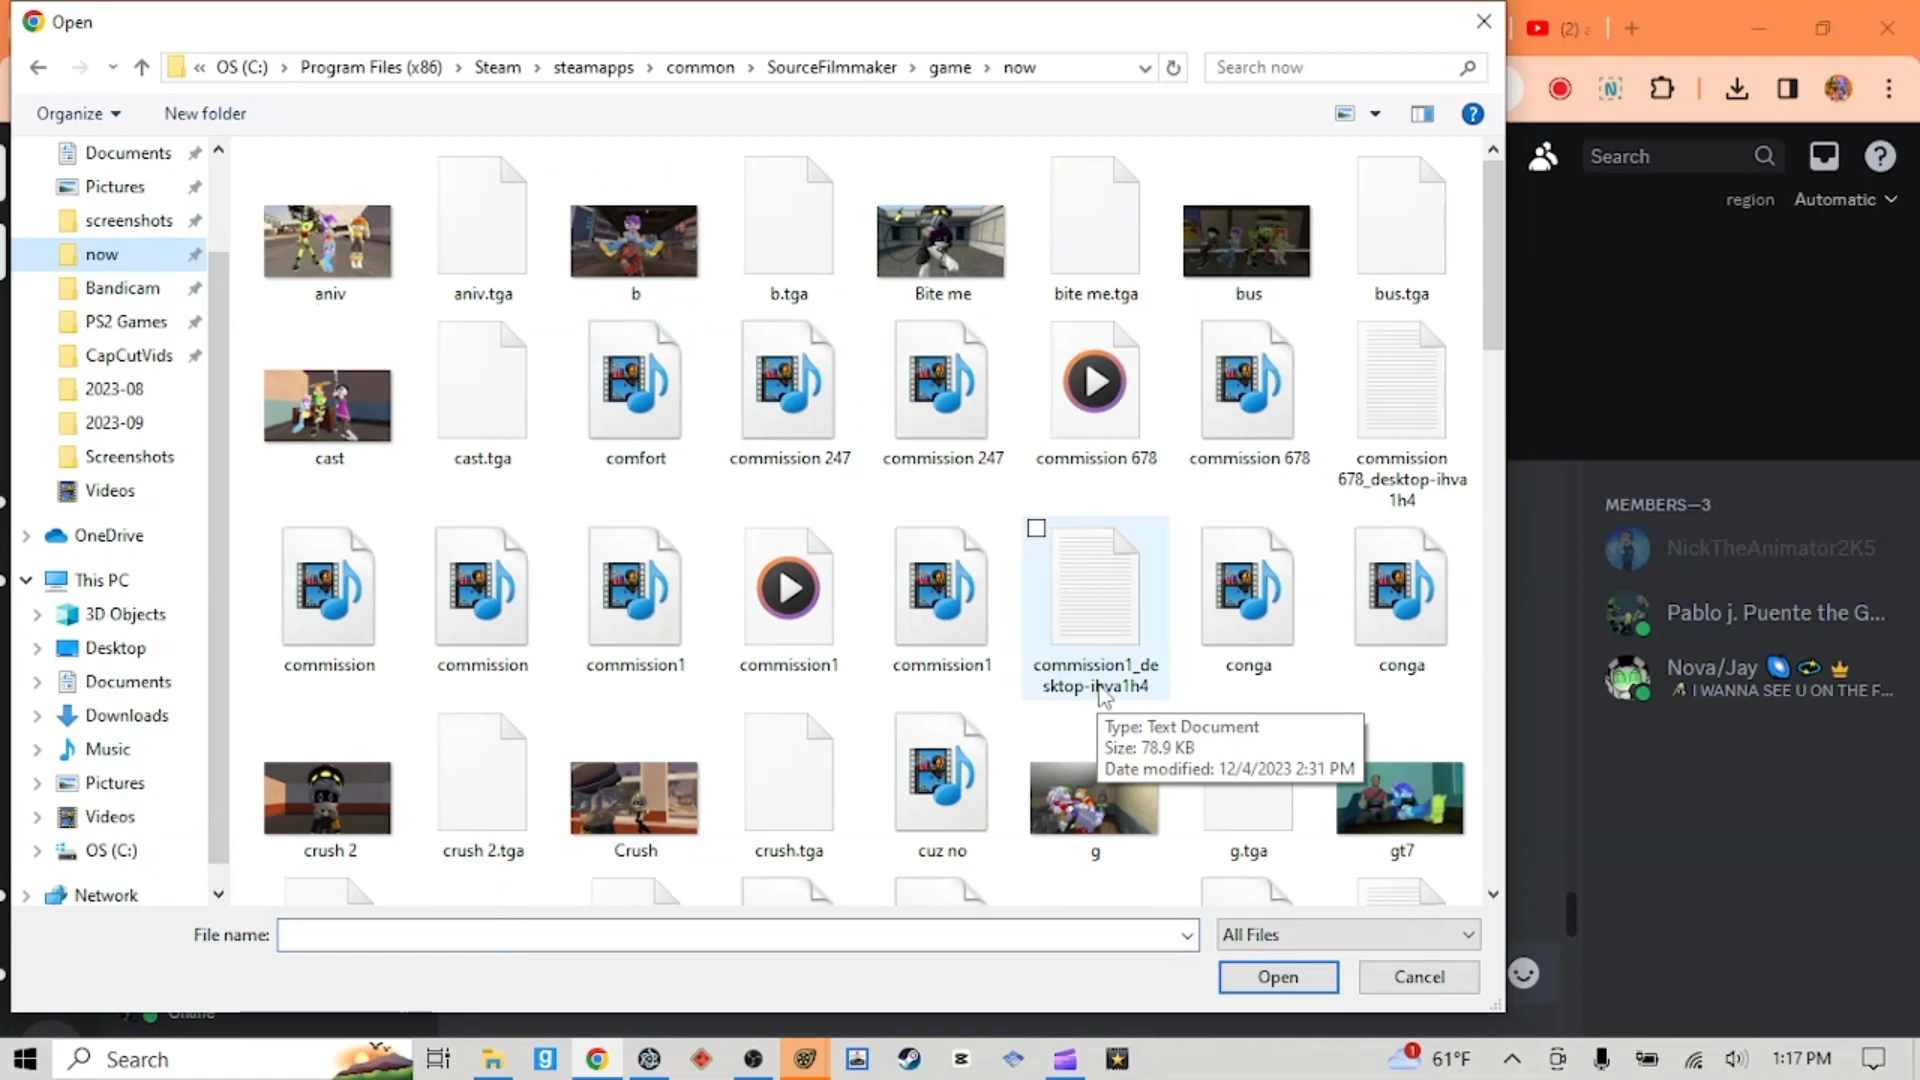 Open
(2) a
« OS (C:) › Program Files (x86) › Steam › steamapps › common › SourceFilmmaker › game › now
Search now
Organize
New folder
Search
region Automatic
Documents
Pictures
screenshots
now
Bandicam
PS2 Games
CapCutVids
2023-08
2023-09
Screenshots
Videos
OneDrive
This PC
3D Objects
Desktop
Documents
Downloads
Music
Pictures
Videos
OS (C:)
Network
aniv
aniv.tga
b
b.tga
Bite me
bite me.tga
bus
bus.tga
cast
cast.tga
comfort
commission 247
commission 247
commission 678
commission 678
commission
678_desktop-ihva
1h4
commission
commission
commission1
commission1
commission1
commission1_de
sktop-ihva1h4
conga
conga
Type: Text Document
Size: 78.9 KB
Date modified: 12/4/2023 2:31 PM
crush 2
crush 2.tga
Crush
crush.tga
cuz no
g
g.tga
gt7
MEMBERS—3
NickTheAnimator2K5
Pablo j. Puente the G...
Nova/Jay
I WANNA SEE U ON THE F...
File name:
All Files
Open
Cancel
Online
Search
1
61°F
1:17 PM